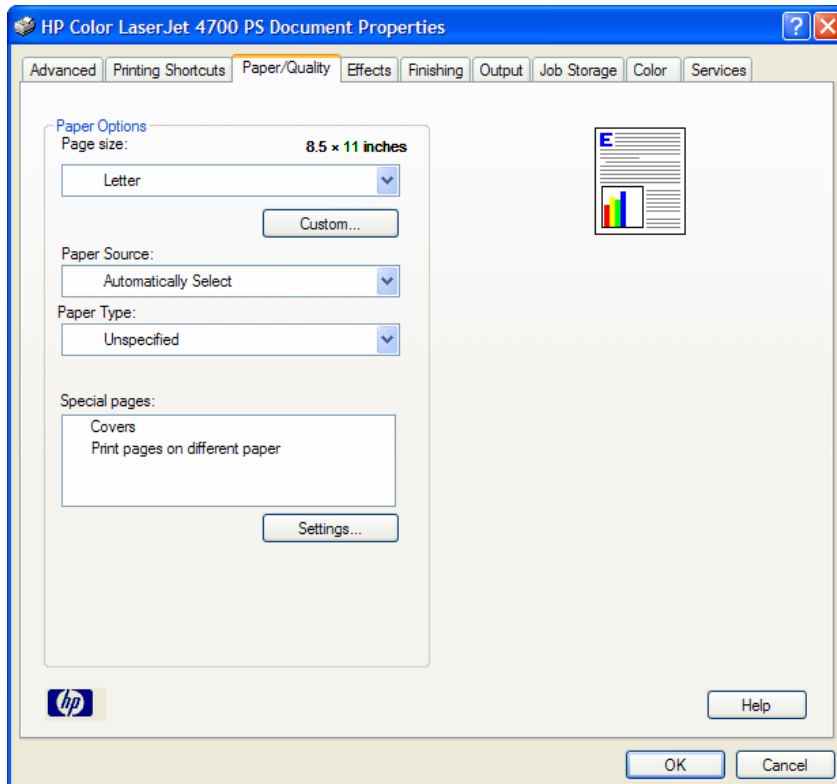 HP Color LaserJet 4700 PS Document Properties
Advanced Printing Shortcuts Paper/Quality Effects Finishing Output Job Storage Color Services
Paper Options
Page size: 8.5 × 11 inches
Letter
Custom...
Paper Source:
Automatically Select
Paper Type:
Unspecified
Special pages:
Covers
Print pages on different paper
Settings...
E
hp
Help
OK Cancel